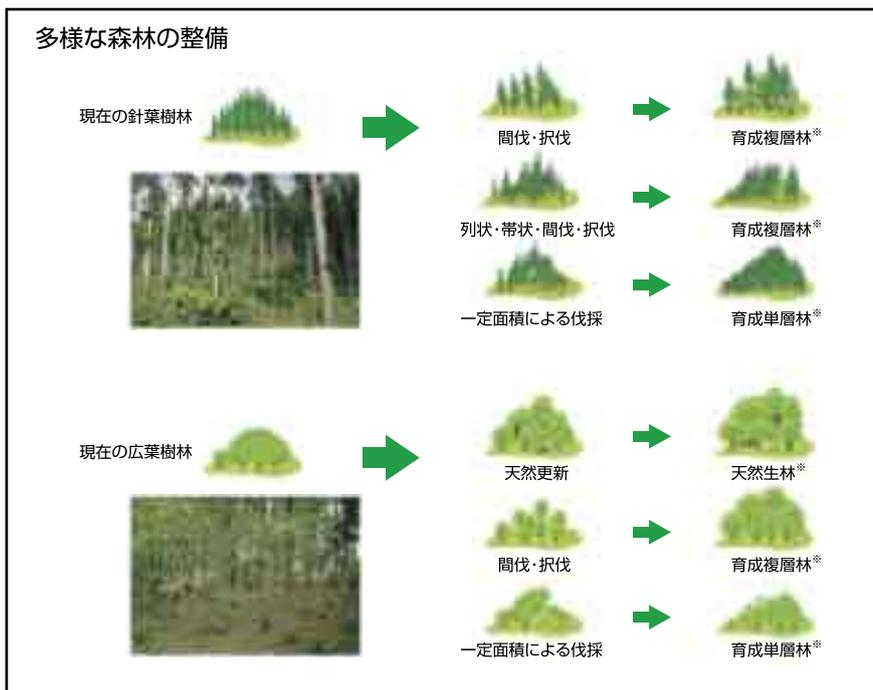 多様な森林の整備
現在の針葉樹林
間伐・択伐
育成複層林※
列状・帯状・間伐・択伐
育成複層林※
一定面積による伐採
育成単層林※
現在の広葉樹林
天然更新
天然生林※
間伐・択伐
育成複層林※
一定面積による伐採
育成単層林※